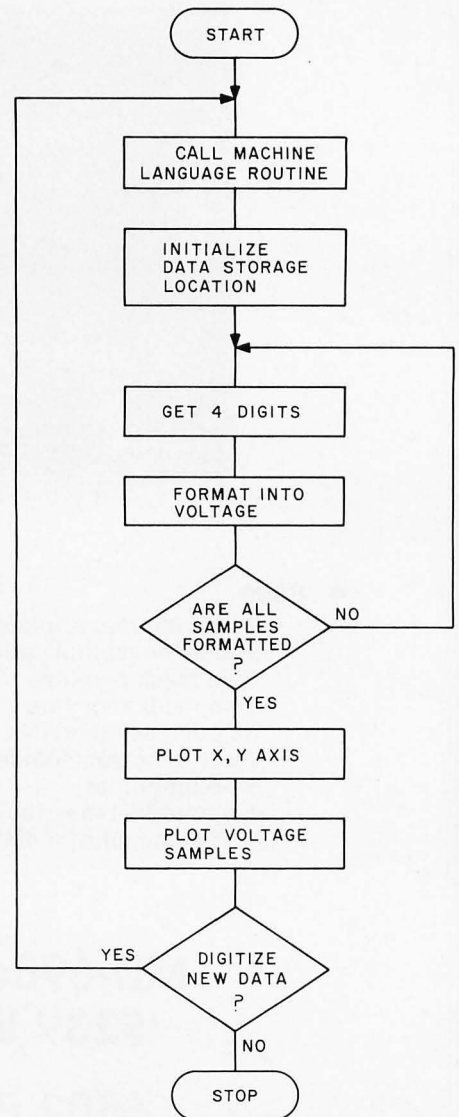 START
CALL MACHINE
LANGUAGE ROUTINE
INITIALIZE
DATA STORAGE
LOCATION
GET 4 DIGITS
FORMAT INTO
VOLTAGE
ARE ALL
SAMPLES
FORMATTED
?
NO
YES
PLOT X, Y AXIS
PLOT VOLTAGE
SAMPLES
YES
DIGITIZE
NEW DATA
?
NO
STOP